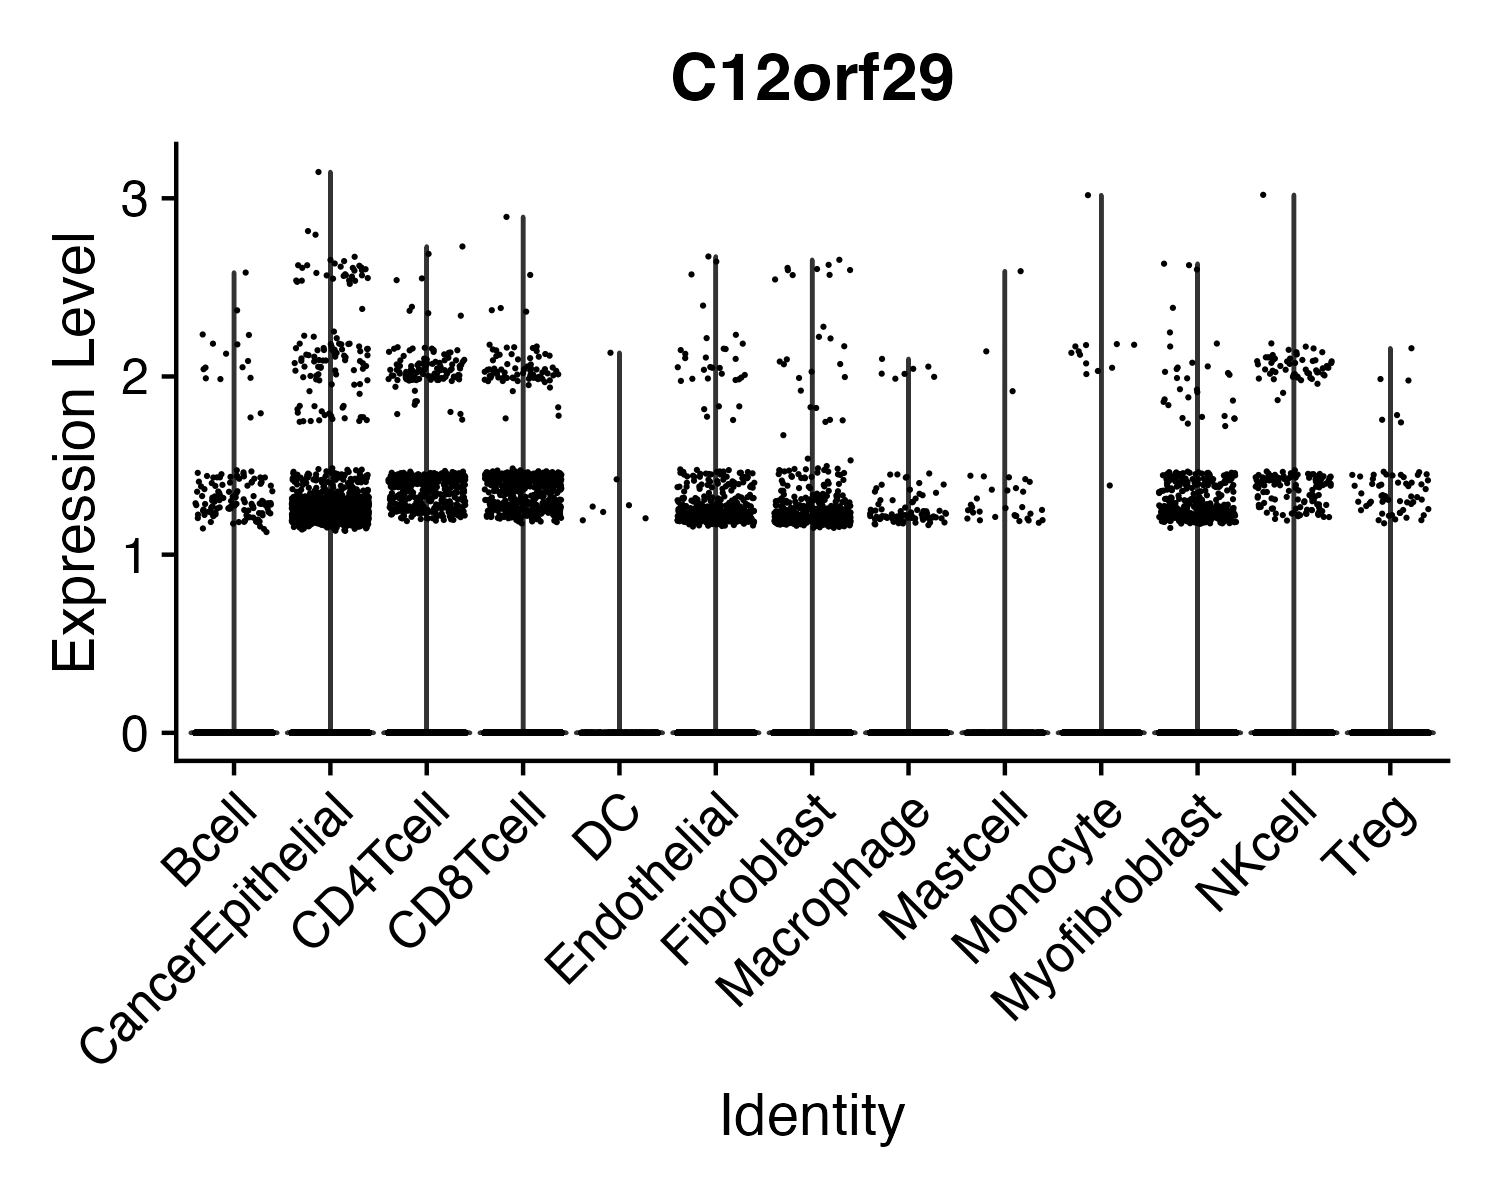 C12orf29
Expression Level
3
2
1
0
Bcell
CancerEpithelial
CD4Tcell
CD8Tcell
DC
Endothelial
Fibroblast
Macrophage
Mastcell
Monocyte
Myofibroblast
NKcell
Treg
Identity